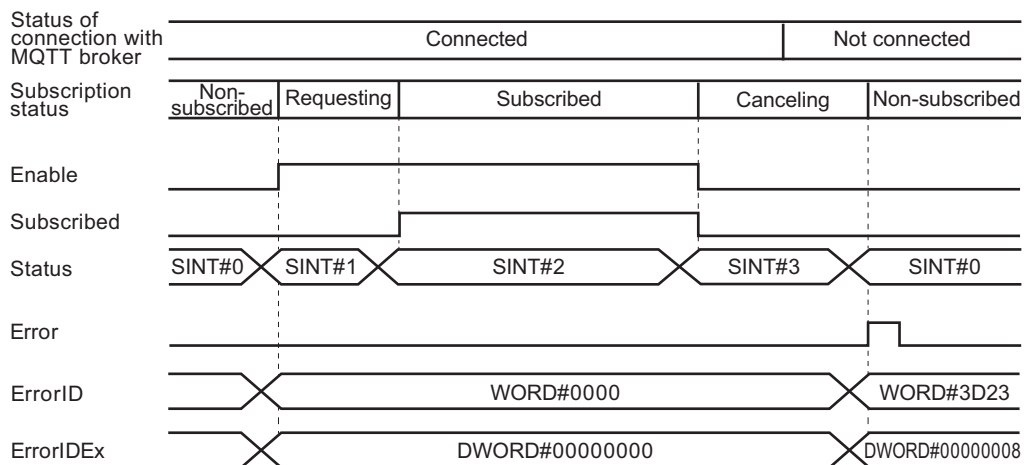 Status of
connection with
MQTT broker
Connected
Not connected
Subscription
status
Non-
subscribed
Requesting
Subscribed
Canceling
Non-subscribed
Enable
Subscribed
Status
SINT#0
SINT#1
SINT#2
SINT#3
SINT#0
Error
ErrorID
WORD#0000
WORD#3D23
ErrorIDEx
DWORD#00000000
DWORD#00000008